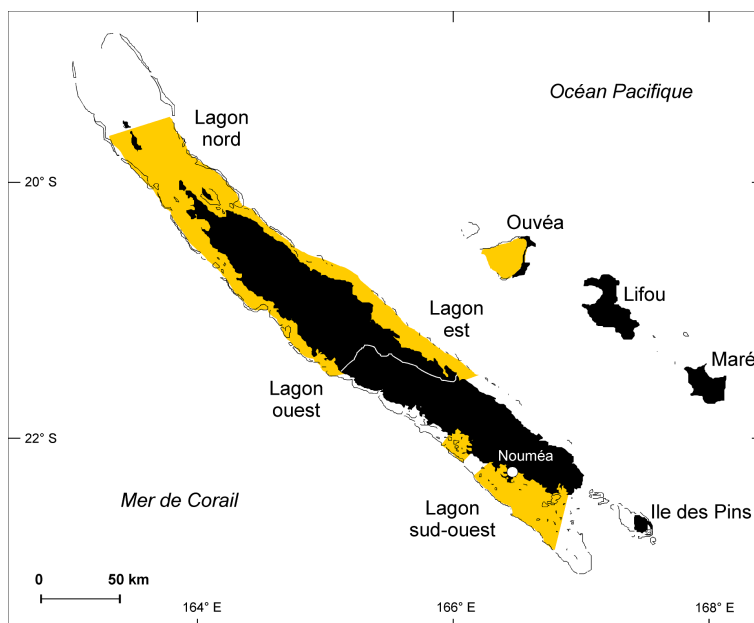 Océan Pacifique
Lagon
nord
20° S
Ouvéa
Lifou
Lagon
est
Maré
Lagon
ouest
22° S
Nouméa
Mer de Corail
Lagon
sud-ouest
Ile des Pins
0 50 km
164° E
166° E
168° E